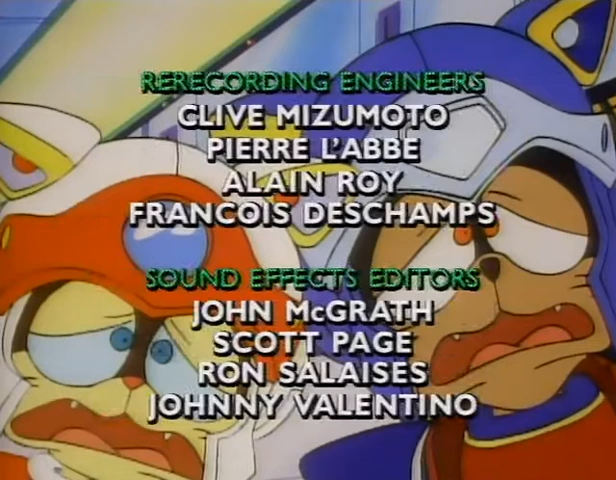 RERECORDING ENGINEERS
CLIVE MIZUMOTO
PIERRE L'ABBE
ALAIN ROY
FRANCOIS DESCHAMPS
SOUND EFFECTS EDITORS
JOHN McGRATH
SCOTT PAGE
RON SALAISES
JOHNNY VALENTINO